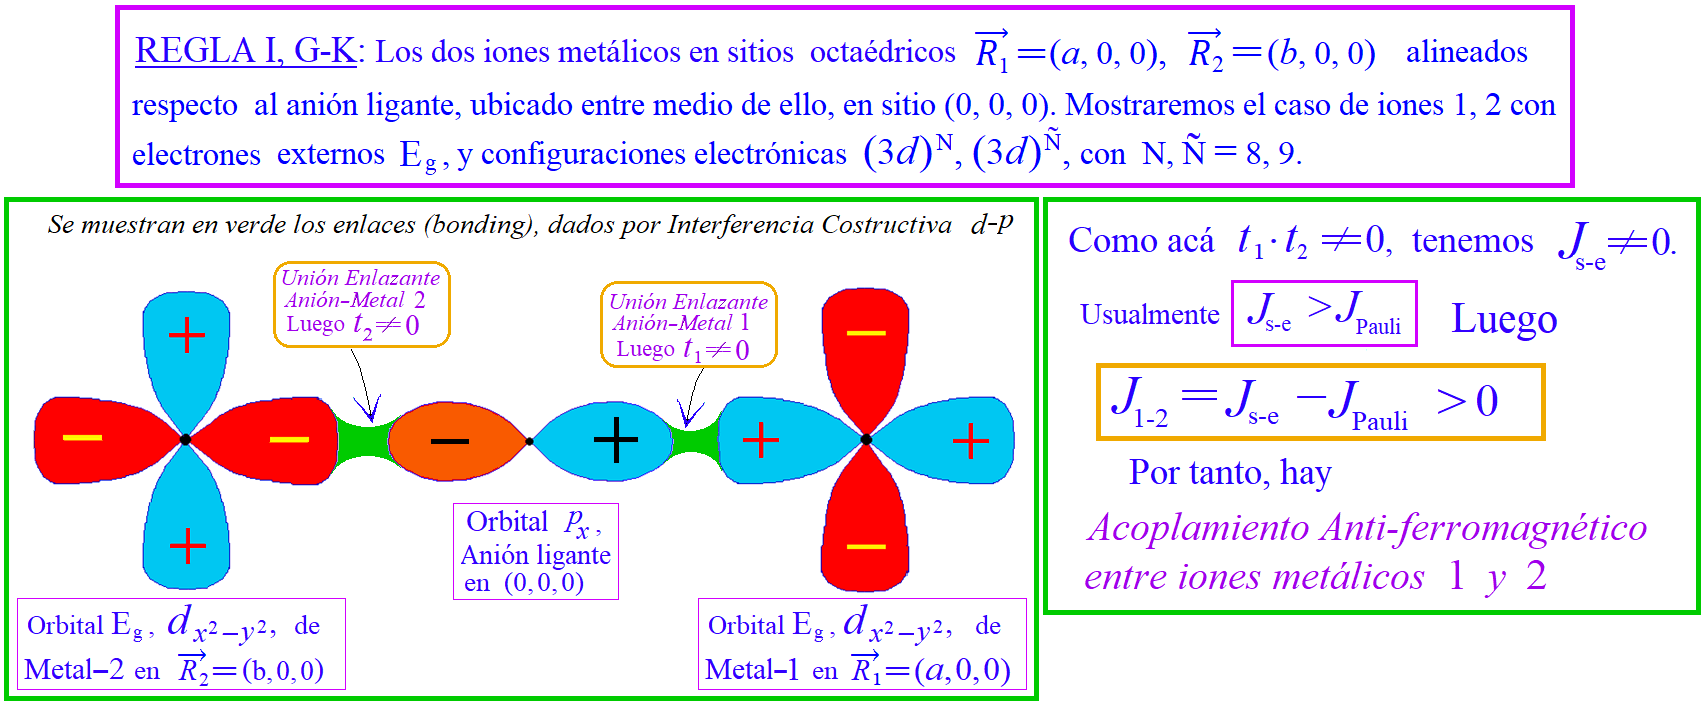 REGLA I, G-K: Los dos iones metálicos en sitios octaédricos R⃗₁=(a, 0, 0), R⃗₂=(b, 0, 0) alineados
respecto al anión ligante, ubicado entre medio de ello, en sitio (0, 0, 0). Mostraremos el caso de iones 1, 2 con
electrones externos E_g, y configuraciones electrónicas (3d)^N, (3d)^Ñ, con N, Ñ = 8, 9.
Se muestran en verde los enlaces (bonding), dados por Interferencia Costructiva d-p
Unión Enlazante
Anión-Metal 2
Luego t₂≠0
Unión Enlazante
Anión-Metal 1
Luego t₁≠0
+
−
−
+
−
+
−
+
+
−
Orbital pₓ,
Anión ligante
en (0,0,0)
Orbital E_g, d_x²−y², de
Metal–2 en R⃗₂=(b,0,0)
Orbital E_g, d_x²−y², de
Metal–1 en R⃗₁=(a,0,0)
Como acá t₁·t₂≠0, tenemos J_s-e≠0.
Usualmente J_s-e >J_Pauli Luego
J_1-2 = J_s-e −J_Pauli >0
Por tanto, hay
Acoplamiento Anti-ferromagnético
entre iones metálicos 1 y 2